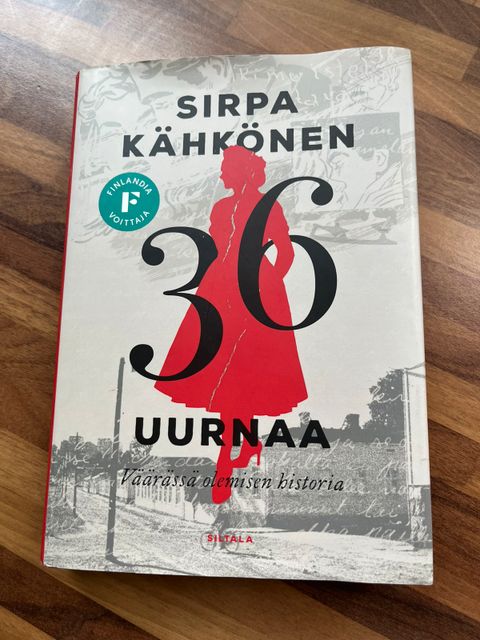 SIRPA
KÄHKÖNEN
FINLANDIA
F
VOITTAJA
36
UURNAA
Väärässä olemisen historia
SILTALA